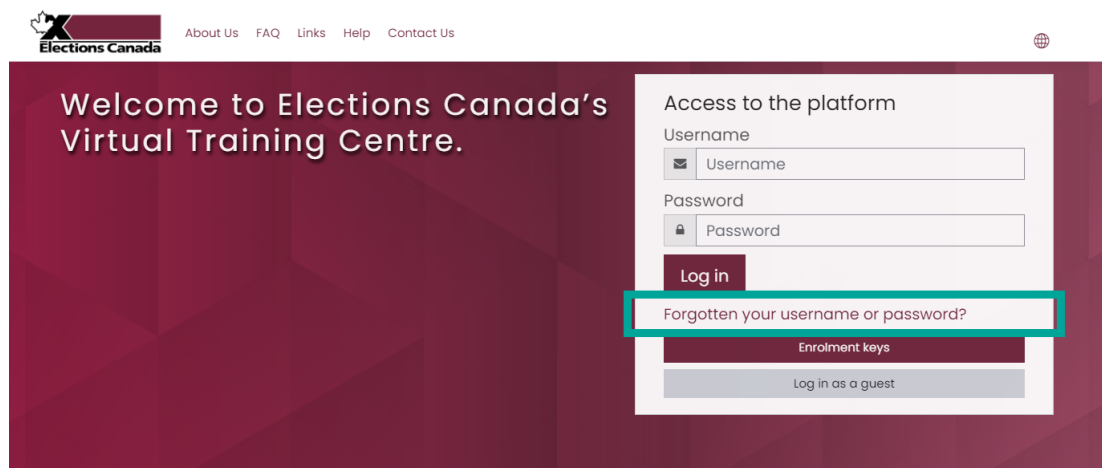 Elections Canada
About Us FAQ Links Help Contact Us
Welcome to Elections Canada's
Virtual Training Centre.
Access to the platform
Username
Username
Password
Password
Log in
Forgotten your username or password?
Enrolment keys
Log in as a guest